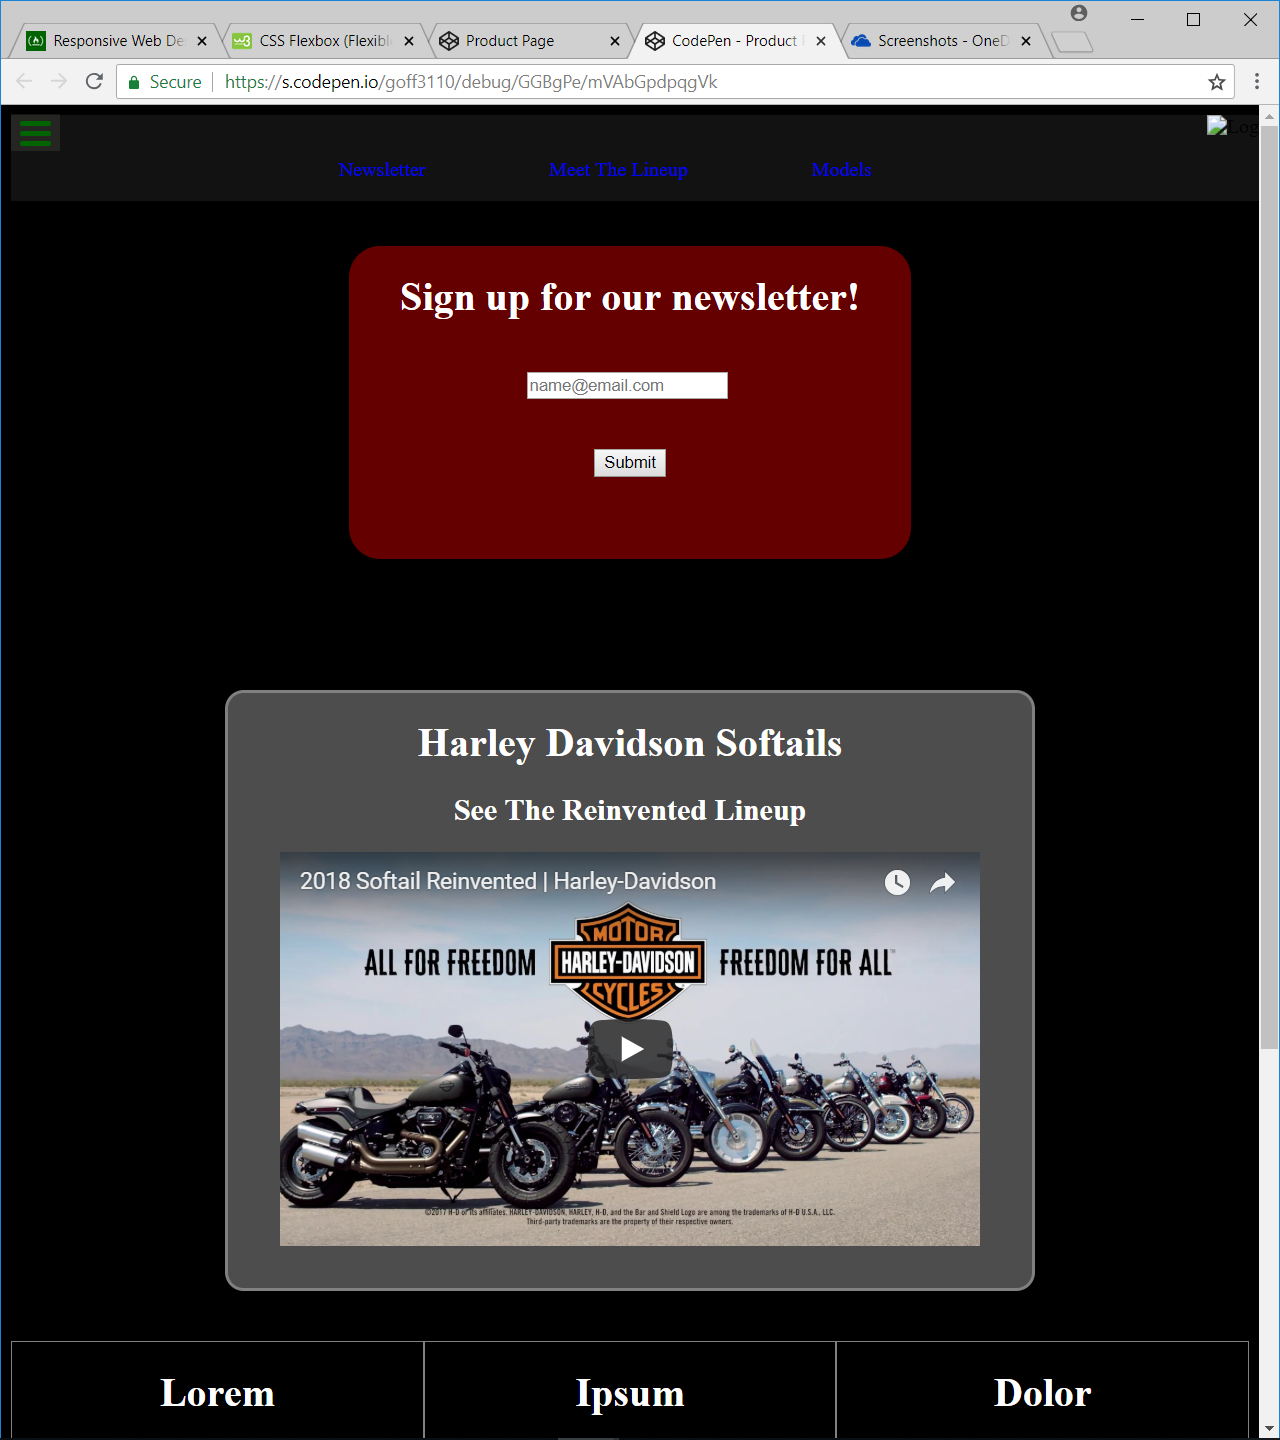 Responsive Web De
CSS Flexbox (Flexibl
Product Page
CodePen - Product
Screenshots - OneD
Secure
https://s.codepen.io/goff3110/debug/GGBgPe/mVAbGpdpqgVk
Log
Newsletter
Meet The Lineup
Models
Sign up for our newsletter!
name@email.com
Submit
Harley Davidson Softails
See The Reinvented Lineup
2018 Softail Reinvented | Harley-Davidson
ALL FOR FREEDOM
MOTOR
HARLEY-DAVIDSON
CYCLES
FREEDOM FOR ALL™
©2017 H-D or its affiliates. HARLEY-DAVIDSON, HARLEY, H-D, and the Bar and Shield Logo are among the trademarks of H-D U.S.A., LLC.
Third-party trademarks are the property of their respective owners.
Lorem
Ipsum
Dolor